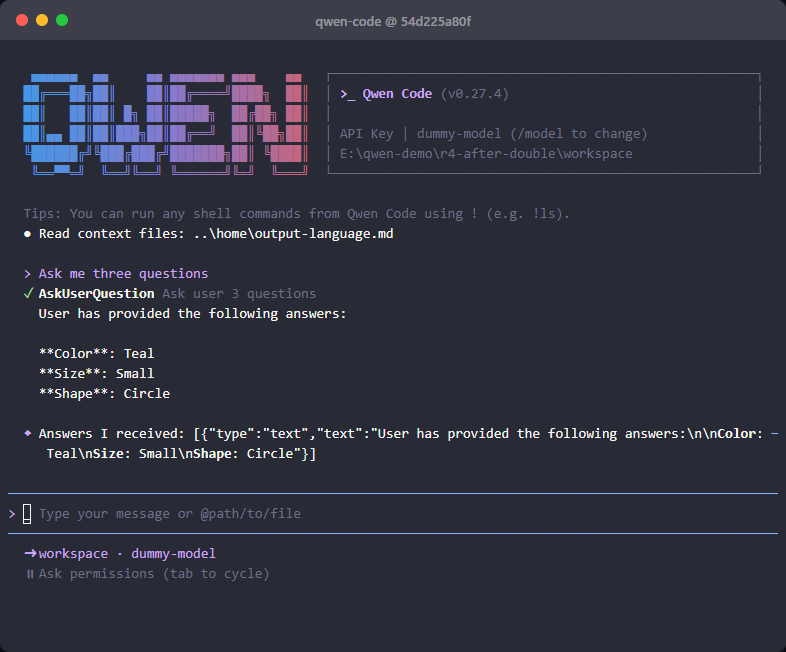 qwen-code @ 54d225a80f
QWEN
>_ Qwen Code (v0.27.4)
API Key | dummy-model (/model to change)
E:\qwen-demo\r4-after-double\workspace
Tips: You can run any shell commands from Qwen Code using ! (e.g. !ls).
● Read context files: ..\home\output-language.md
> Ask me three questions
✓ AskUserQuestion Ask user 3 questions
User has provided the following answers:
**Color**: Teal
**Size**: Small
**Shape**: Circle
◆ Answers I received: [{"type":"text","text":"User has provided the following answers:\n\nColor: –
Teal\nSize: Small\nShape: Circle"}]
> Type your message or @path/to/file
➜workspace · dummy-model
⏸Ask permissions (tab to cycle)